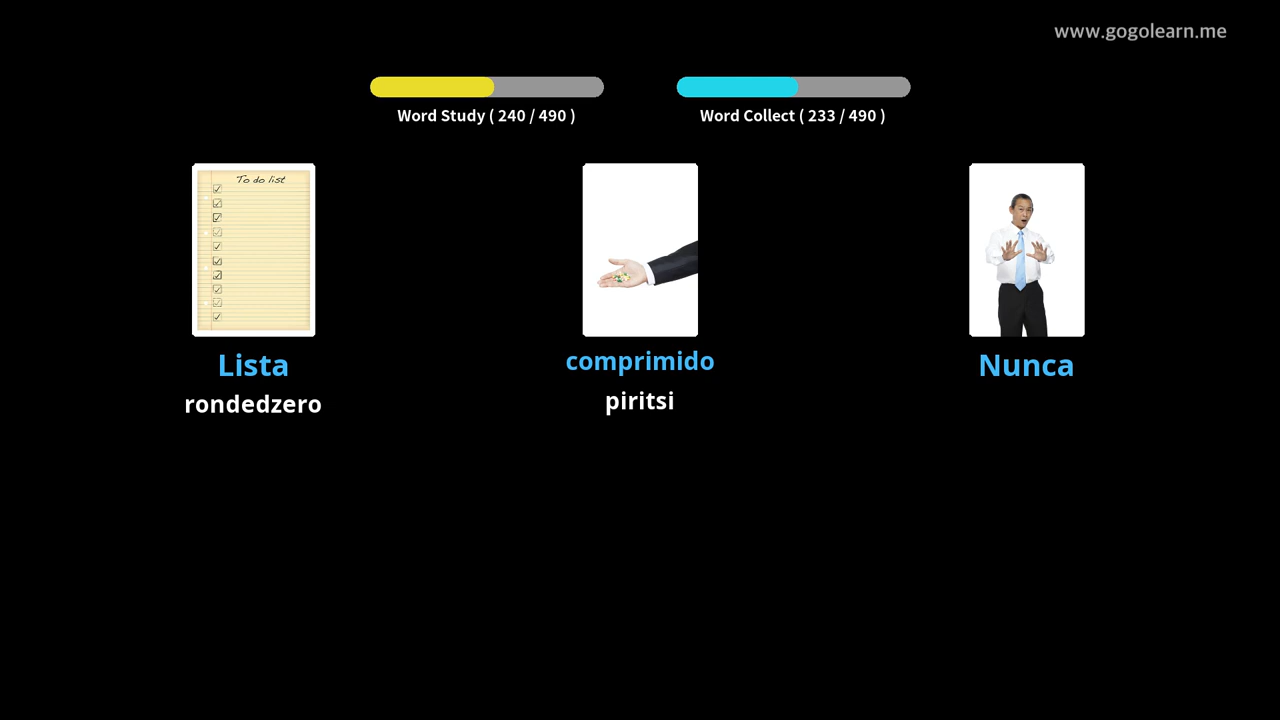 www.gogolearn.me
Word Study ( 240 / 490 )
Word Collect ( 233 / 490 )
To do list
Lista
rondedzero
comprimido
piritsi
Nunca